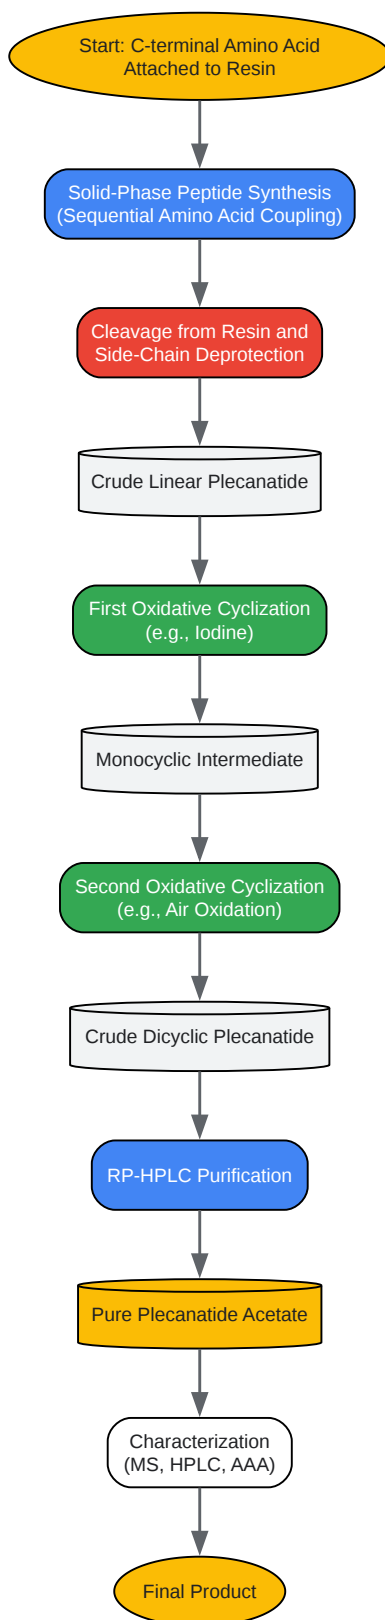 Start: C-terminal Amino Acid
Attached to Resin
Solid-Phase Peptide Synthesis
(Sequential Amino Acid Coupling)
Cleavage from Resin and
Side-Chain Deprotection
Crude Linear Plecanatide
First Oxidative Cyclization
(e.g., Iodine)
Monocyclic Intermediate
Second Oxidative Cyclization
(e.g., Air Oxidation)
Crude Dicyclic Plecanatide
RP-HPLC Purification
Pure Plecanatide Acetate
Characterization
(MS, HPLC, AAA)
Final Product